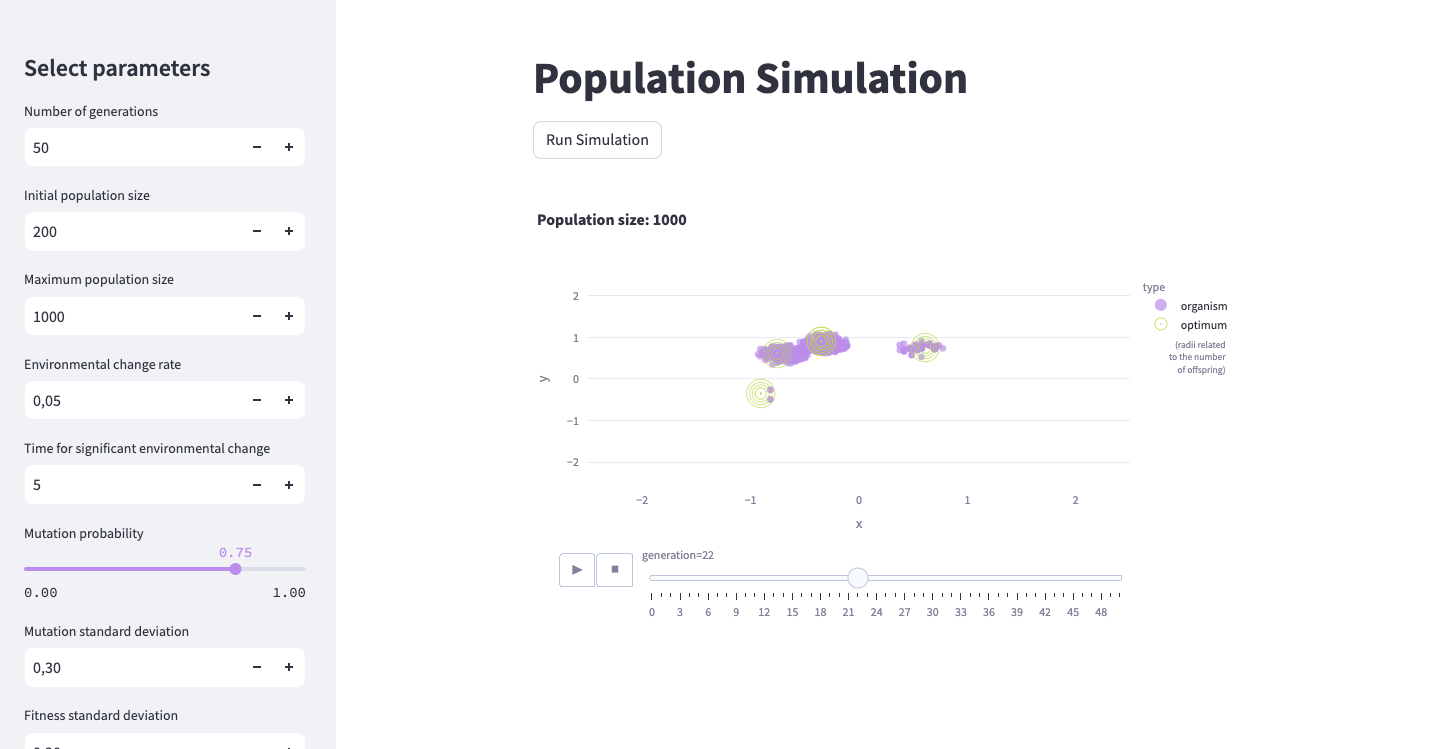 Select parameters
Number of generations
50
Initial population size
200
Maximum population size
1000
Environmental change rate
0,05
Time for significant environmental change
5
Mutation probability
0.75
0.00 1.00
Mutation standard deviation
0,30
Fitness standard deviation
Population Simulation
Run Simulation
Population size: 1000
type
organism
optimum
(radii related
to the number
of offspring)
y
2
1
0
−1
−2
−2 −1 0 1 2
x
generation=22
0 3 6 9 12 15 18 21 24 27 30 33 36 39 42 45 48